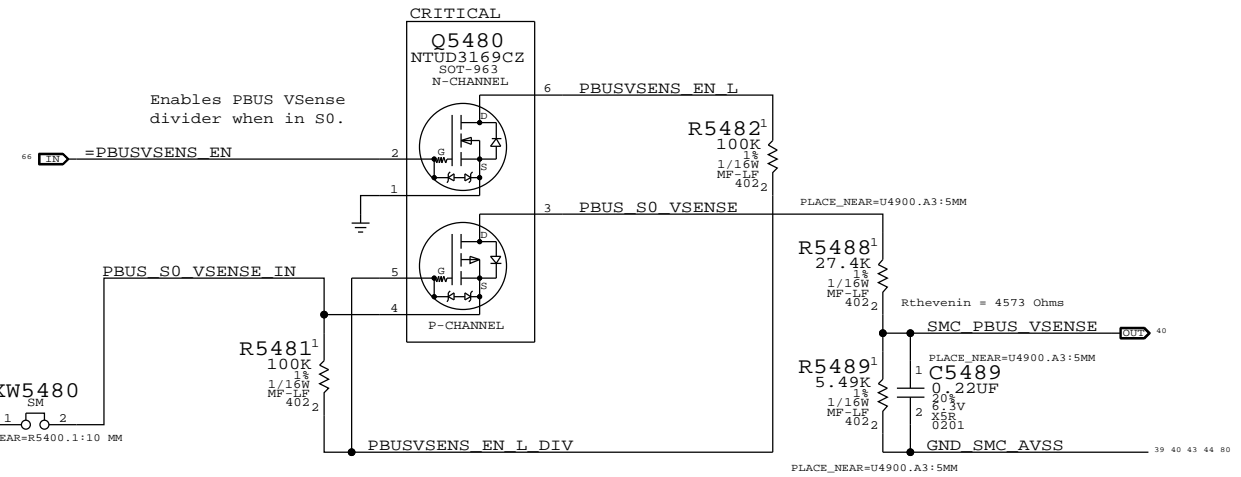 CRITICAL
Q5480
NTUD3169CZ
SOT-963
N-CHANNEL
6 PBUSVSENS_EN_L
Enables PBUS VSense
divider when in S0.
D
G
S
R5482 1
100K
1%
1/16W
MF-LF
402 2
66 IN =PBUSVSENS_EN 2
1
3 PBUS_S0_VSENSE
PLACE_NEAR=U4900.A3:5MM
D
G
S
R5488 1
27.4K
1%
1/16W
MF-LF
402 2
PBUS_S0_VSENSE_IN 5
4
P-CHANNEL
Rthevenin = 4573 Ohms
SMC_PBUS_VSENSE OUT 40
R5481 1
100K
1%
1/16W
MF-LF
402 2
PLACE_NEAR=U4900.A3:5MM
R5489 1
5.49K
1%
1/16W
MF-LF
402 2
1 C5489
0.22UF
20%
6.3V
2 X5R
0201
KW5480
SM
1 2
EAR=R5400.1:10 MM
PBUSVSENS_EN_L_DIV
GND_SMC_AVSS 39 40 43 44 80
PLACE_NEAR=U4900.A3:5MM